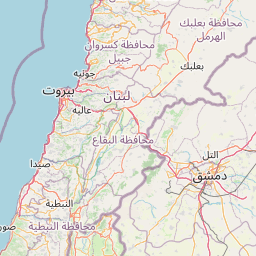 محافظة بعلبك
الهرمل
محافظة كسروان
جبيل
بعلبك
جونيه
بيروت
لبنان
عاليه
محافظة البقاع
صيدا
التل
دمشق
النبطية
محافظة النبطية
صور